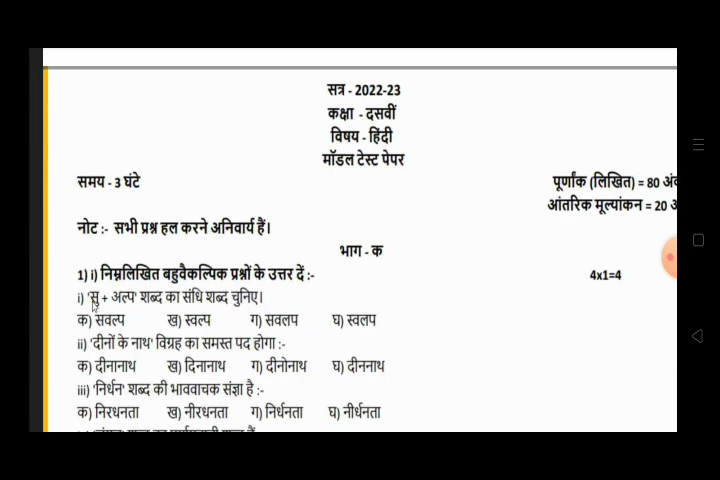 सत्र - 2022-23
कक्षा - दसवीं
विषय - हिंदी
मॉडल टेस्ट पेपर
समय - 3 घंटे पूर्णांक (लिखित) = 80
आंतरिक मूल्यांकन = 20
नोट :- सभी प्रश्न हल करने अनिवार्य हैं।
भाग - क
1) i) निम्नलिखित बहुवैकल्पिक प्रश्नों के उत्तर दें :- 4x1=4
i) 'सु + अल्प' शब्द का संधि शब्द चुनिए।
क) सवल्प ख) स्वल्प ग) सवलप घ) स्वलप
ii) 'दीनों के नाथ' विग्रह का समस्त पद होगा :-
क) दीनानाथ ख) दिनानाथ ग) दीनोनाथ घ) दीननाथ
iii) 'निर्धन' शब्द की भाववाचक संज्ञा है :-
क) निरधनता ख) नीरधनता ग) निर्धनता घ) नीर्धनता